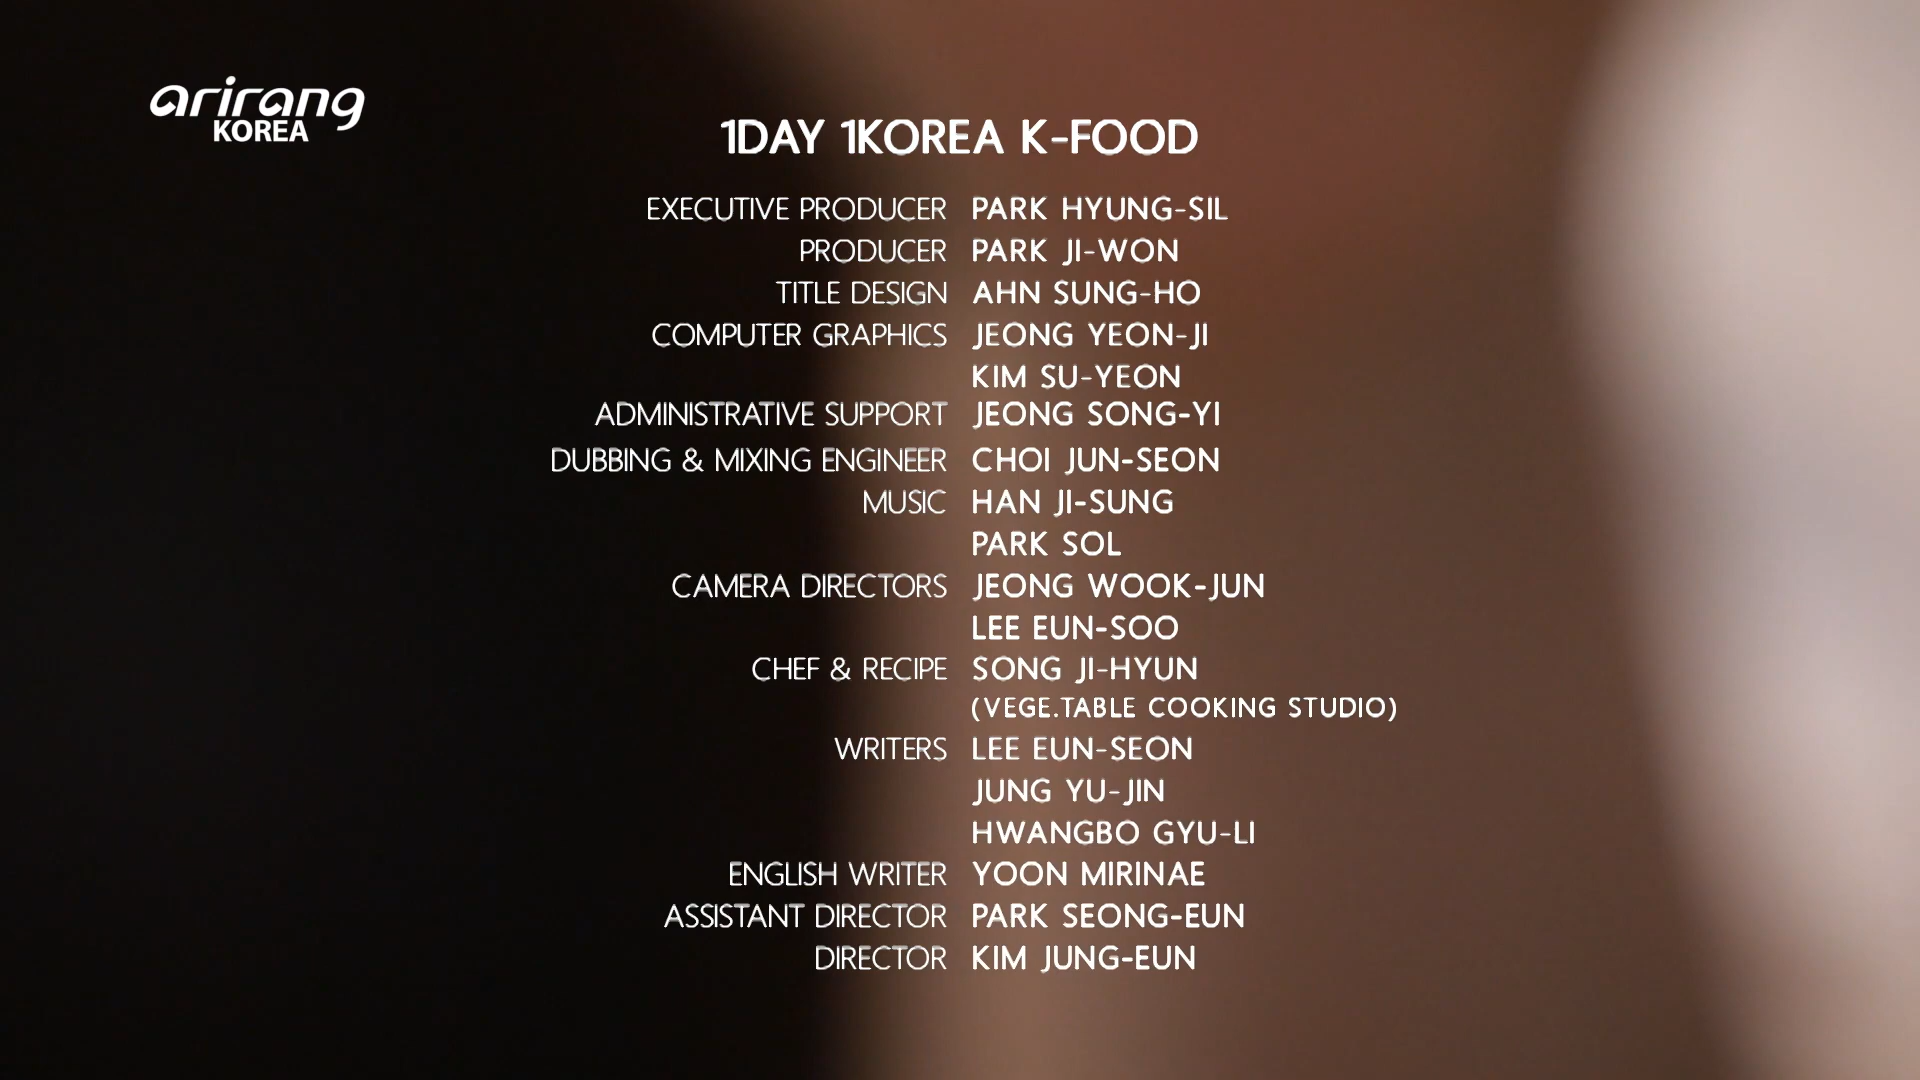 arirang
KOREA
1DAY 1KOREA K-FOOD
EXECUTIVE PRODUCER PARK HYUNG-SIL
PRODUCER PARK JI-WON
TITLE DESIGN AHN SUNG-HO
COMPUTER GRAPHICS JEONG YEON-JI
KIM SU-YEON
ADMINISTRATIVE SUPPORT JEONG SONG-YI
DUBBING & MIXING ENGINEER CHOI JUN-SEON
MUSIC HAN JI-SUNG
PARK SOL
CAMERA DIRECTORS JEONG WOOK-JUN
LEE EUN-SOO
CHEF & RECIPE SONG JI-HYUN
(VEGE.TABLE COOKING STUDIO)
WRITERS LEE EUN-SEON
JUNG YU-JIN
HWANGBO GYU-LI
ENGLISH WRITER YOON MIRINAE
ASSISTANT DIRECTOR PARK SEONG-EUN
DIRECTOR KIM JUNG-EUN